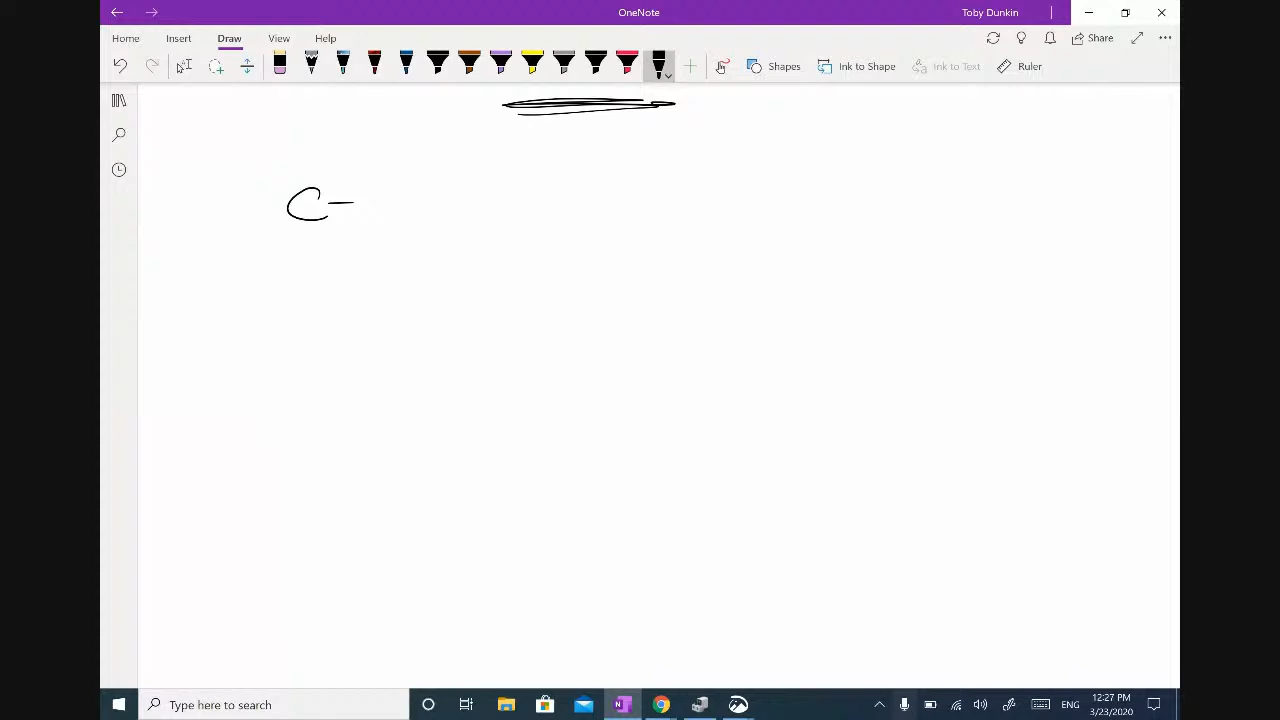 OneNote
Toby Dunkin
Home Insert Draw View Help
Share
Shapes Ink to Shape Ink to Text Ruler
C-
Type here to search
ENG
12:27 PM
3/23/2020